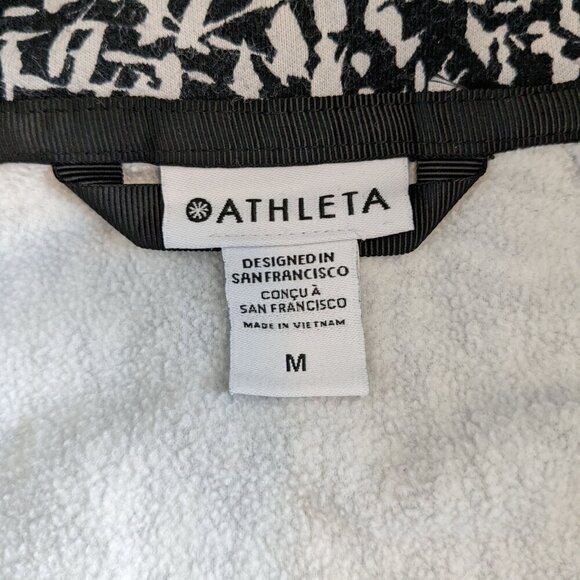 ATHLETA
DESIGNED IN
SAN FRANCISCO
CONÇU À
SAN FRANCISCO
MADE IN VIETNAM
M